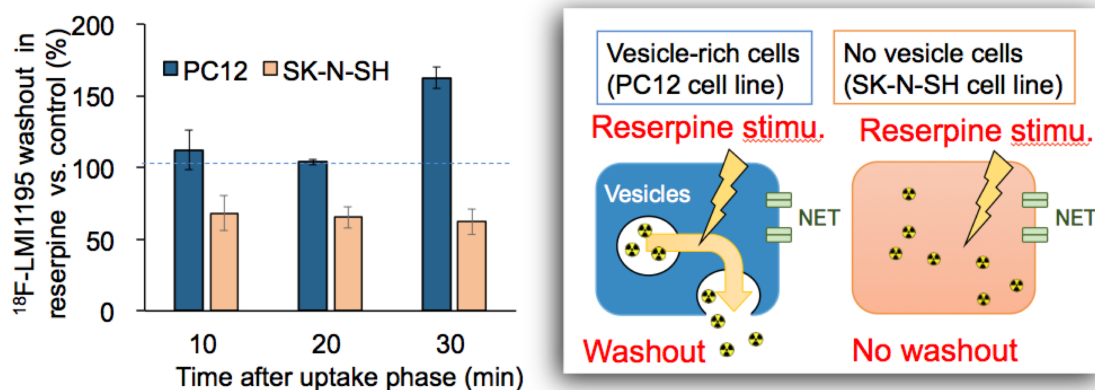 200
150
100
50
0
¹⁸F-LMI1195 washout in
reserpine vs. control (%)
PC12
SK-N-SH
10
20
30
Time after uptake phase (min)
Vesicle-rich cells
(PC12 cell line)
No vesicle cells
(SK-N-SH cell line)
Reserpine stimu.
Reserpine stimu.
Vesicles
NET
NET
Washout
No washout